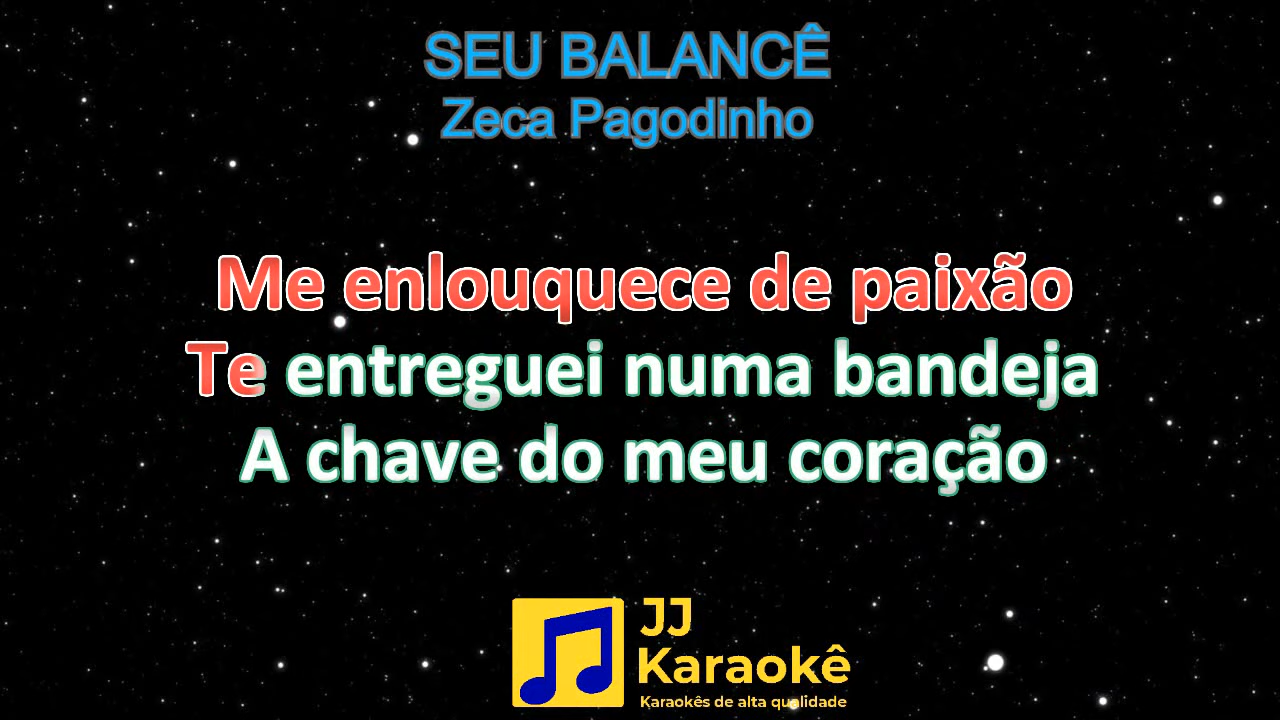 SEU BALANCÊ
Zeca Pagodinho
Me enlouquece de paixão
Te entreguei numa bandeja
A chave do meu coração
JJ
Karaokê
Karaokês de alta qualidade